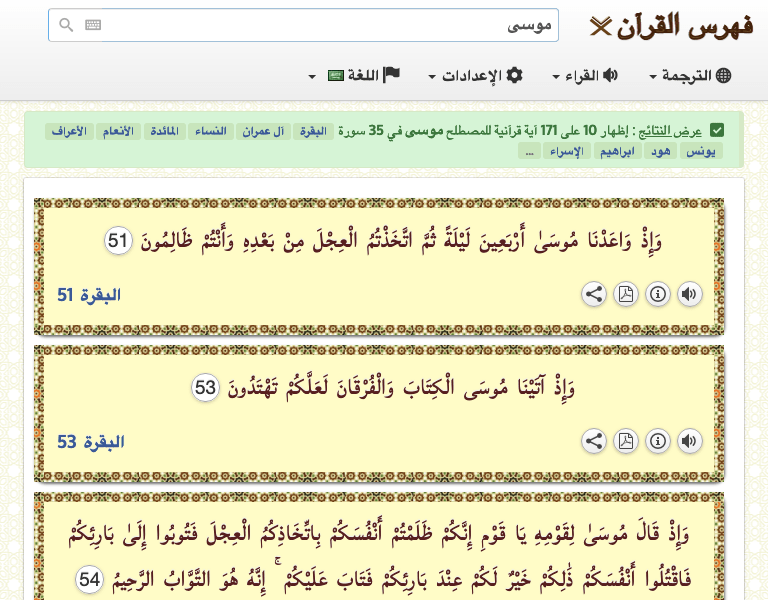 فهرس القرآن
موسى
الترجمة القراء الإعدادات اللغة
عرض النتائج : إظهار 10 على 171 آية قرآنية للمصطلح موسى في 35 سورة البقرة آل عمران النساء المائدة الأنعام الأعراف
يونس هود ابراهيم الإسراء ...
وَإِذْ وَاعَدْنَا مُوسَىٰ أَرْبَعِينَ لَيْلَةً ثُمَّ اتَّخَذْتُمُ الْعِجْلَ مِنْ بَعْدِهِ وَأَنْتُمْ ظَالِمُونَ 51
البقرة 51
وَإِذْ آتَيْنَا مُوسَى الْكِتَابَ وَالْفُرْقَانَ لَعَلَّكُمْ تَهْتَدُونَ 53
البقرة 53
وَإِذْ قَالَ مُوسَىٰ لِقَوْمِهِ يَا قَوْمِ إِنَّكُمْ ظَلَمْتُمْ أَنْفُسَكُمْ بِاتِّخَاذِكُمُ الْعِجْلَ فَتُوبُوا إِلَىٰ بَارِئِكُمْ
فَاقْتُلُوا أَنْفُسَكُمْ ذَٰلِكُمْ خَيْرٌ لَكُمْ عِنْدَ بَارِئِكُمْ فَتَابَ عَلَيْكُمْ ۚ إِنَّهُ هُوَ التَّوَّابُ الرَّحِيمُ 54